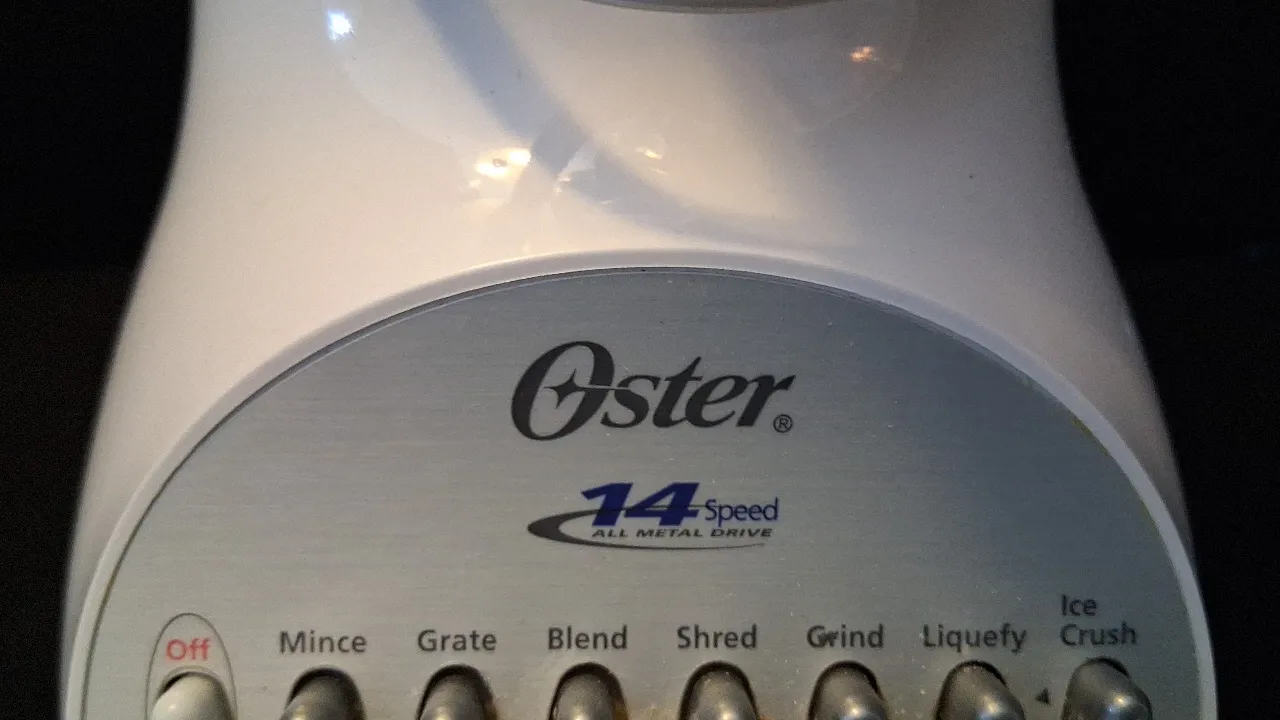 Oster®
14 Speed
ALL METAL DRIVE
Off Mince Grate Blend Shred Grind Liquefy Ice Crush